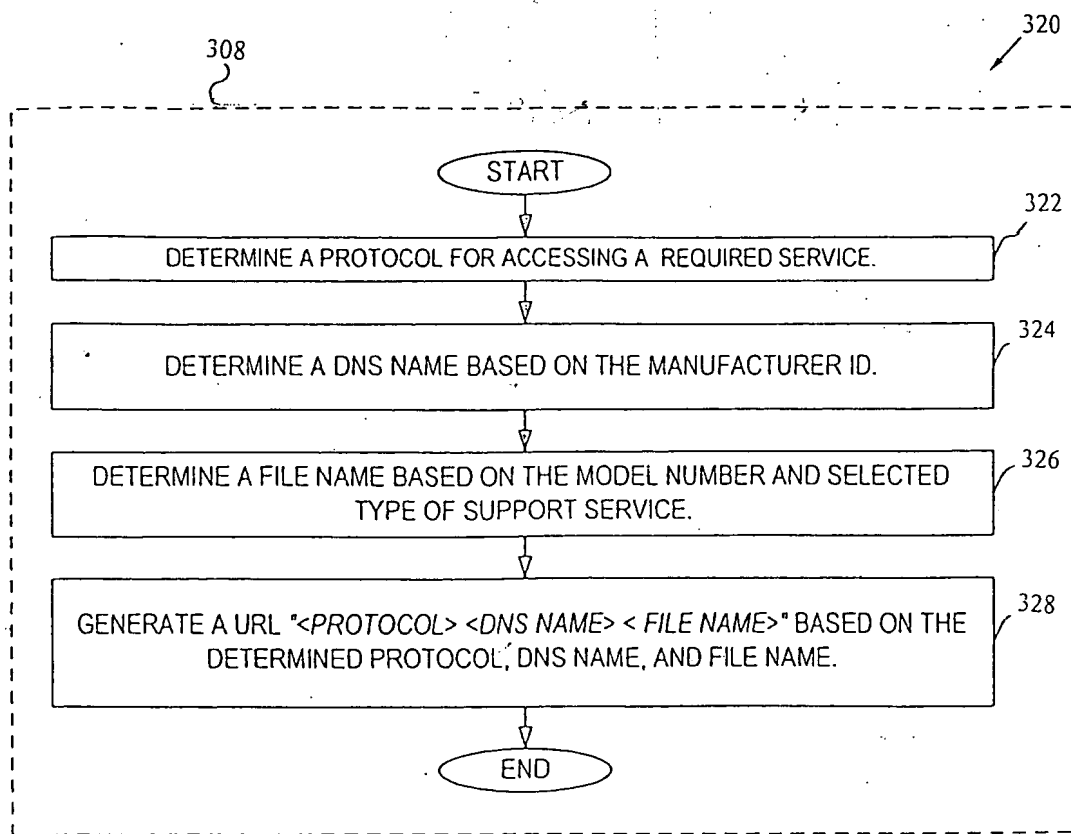 320
308
START
322
DETERMINE A PROTOCOL FOR ACCESSING A REQUIRED SERVICE.
324
DETERMINE A DNS NAME BASED ON THE MANUFACTURER ID.
326
DETERMINE A FILE NAME BASED ON THE MODEL NUMBER AND SELECTED
TYPE OF SUPPORT SERVICE.
328
GENERATE A URL "<PROTOCOL> <DNS NAME> < FILE NAME>" BASED ON THE
DETERMINED PROTOCOL, DNS NAME, AND FILE NAME.
END